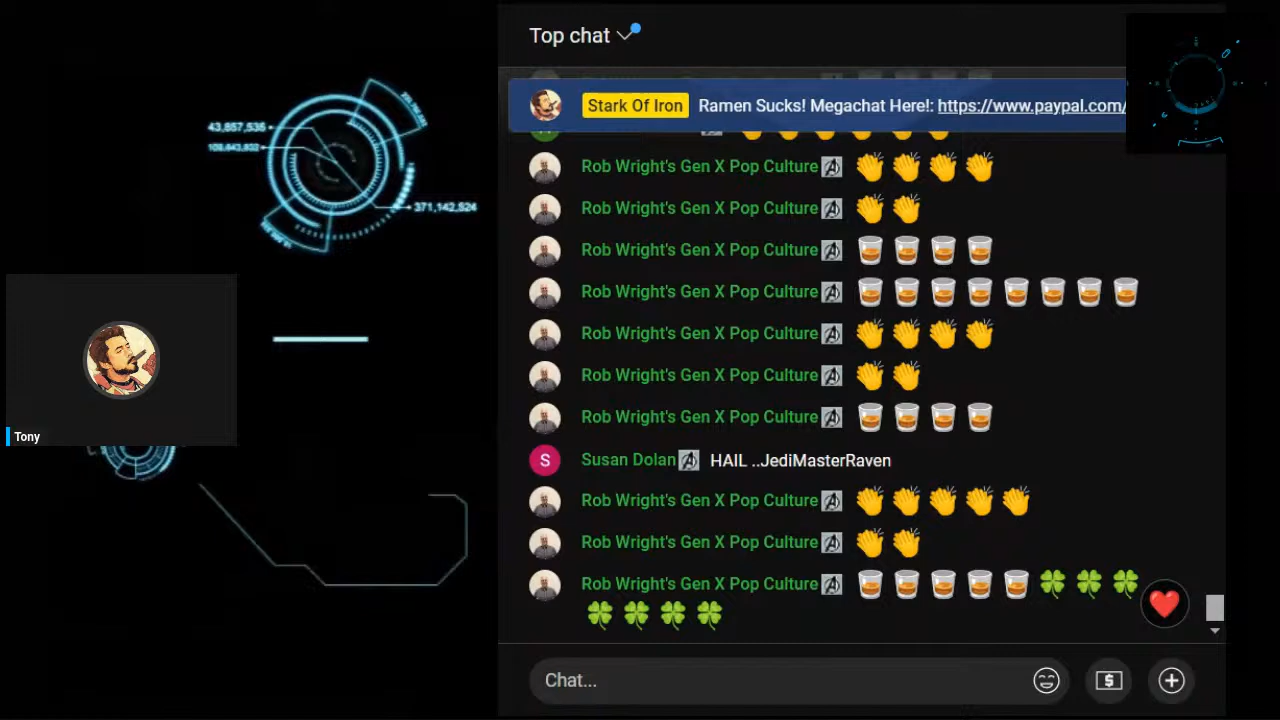 Top chat
Stark Of Iron Ramen Sucks! Megachat Here!: https://www.paypal.com/
43,857,535
371,142,524
Rob Wright's Gen X Pop Culture 👏👏👏👏
Rob Wright's Gen X Pop Culture 👏👏
Rob Wright's Gen X Pop Culture 🥃🥃🥃🥃
Rob Wright's Gen X Pop Culture 🥃🥃🥃🥃🥃🥃🥃🥃
Rob Wright's Gen X Pop Culture 👏👏👏👏
Rob Wright's Gen X Pop Culture 👏👏
Rob Wright's Gen X Pop Culture 🥃🥃🥃🥃
Tony
S Susan Dolan HAIL ..JediMasterRaven
Rob Wright's Gen X Pop Culture 👏👏👏👏👏
Rob Wright's Gen X Pop Culture 👏👏
Rob Wright's Gen X Pop Culture 🥃🥃🥃🥃🥃🍀🍀🍀
🍀🍀🍀🍀
Chat...